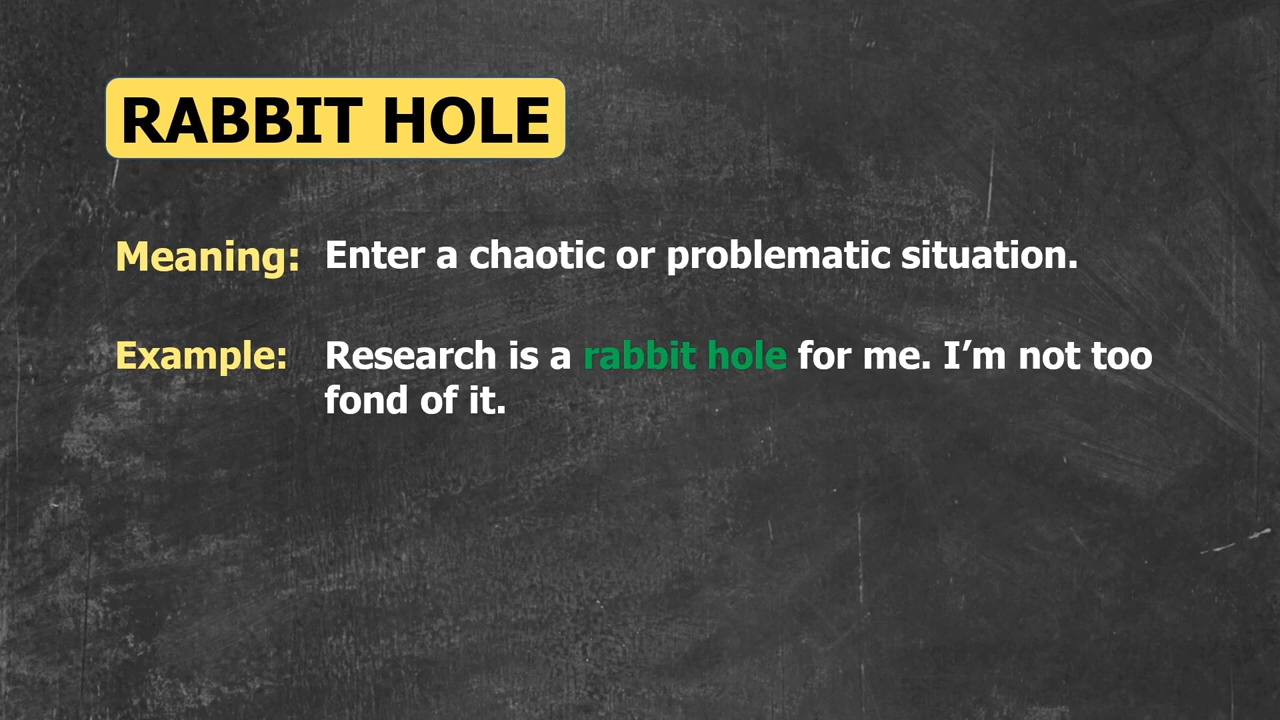 RABBIT HOLE
Meaning: Enter a chaotic or problematic situation.
Example: Research is a rabbit hole for me. I’m not too
fond of it.